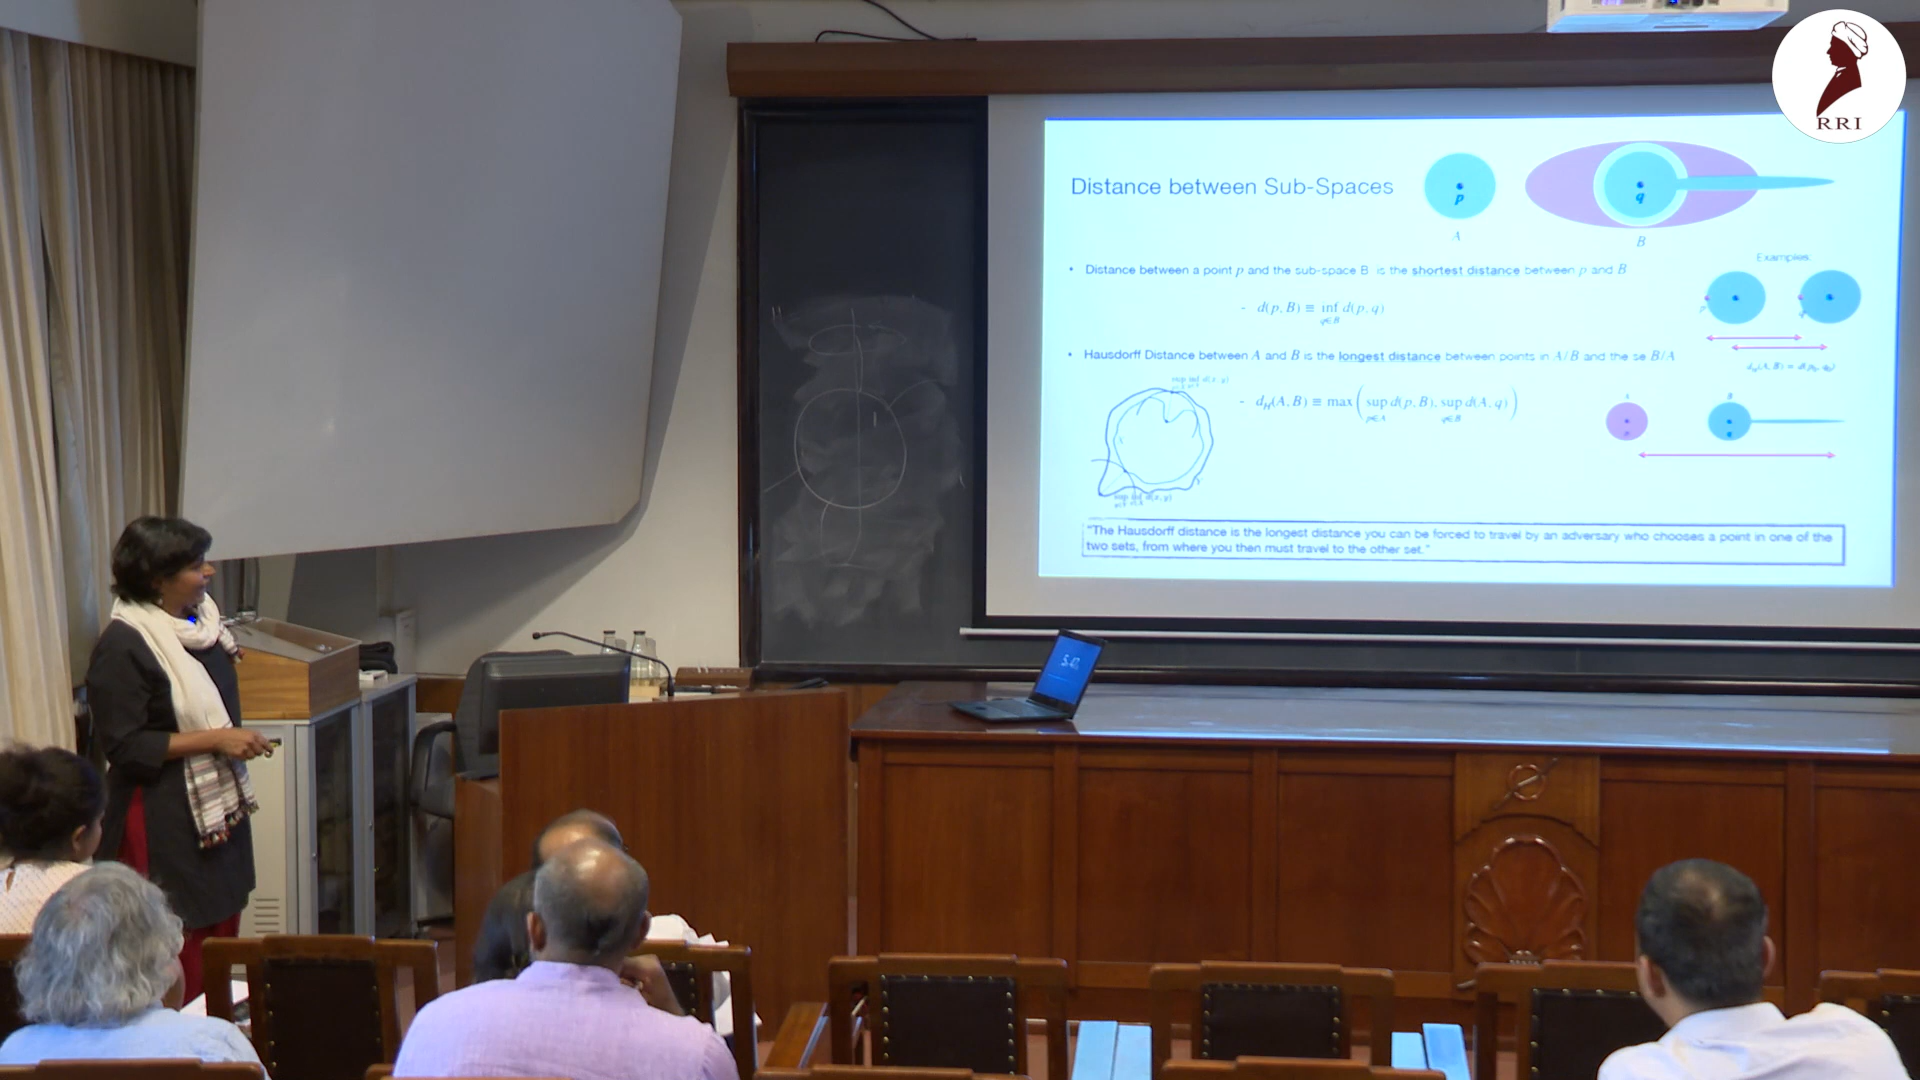 RRI
Distance between Sub-Spaces
p
q
A
B
• Distance between a point p and the sub-space B is the shortest distance between p and B
- d(p, B) ≡ inf d(p, q)
q∈B
Examples:
p
q
• Hausdorff Distance between A and B is the longest distance between points in A/B and the se B/A
- d_H(A, B) ≡ max ( sup d(p, B), sup d(A, q) )
p∈A q∈B
A
B
"The Hausdorff distance is the longest distance you can be forced to travel by an adversary who chooses a point in one of the
two sets, from where you then must travel to the other set."